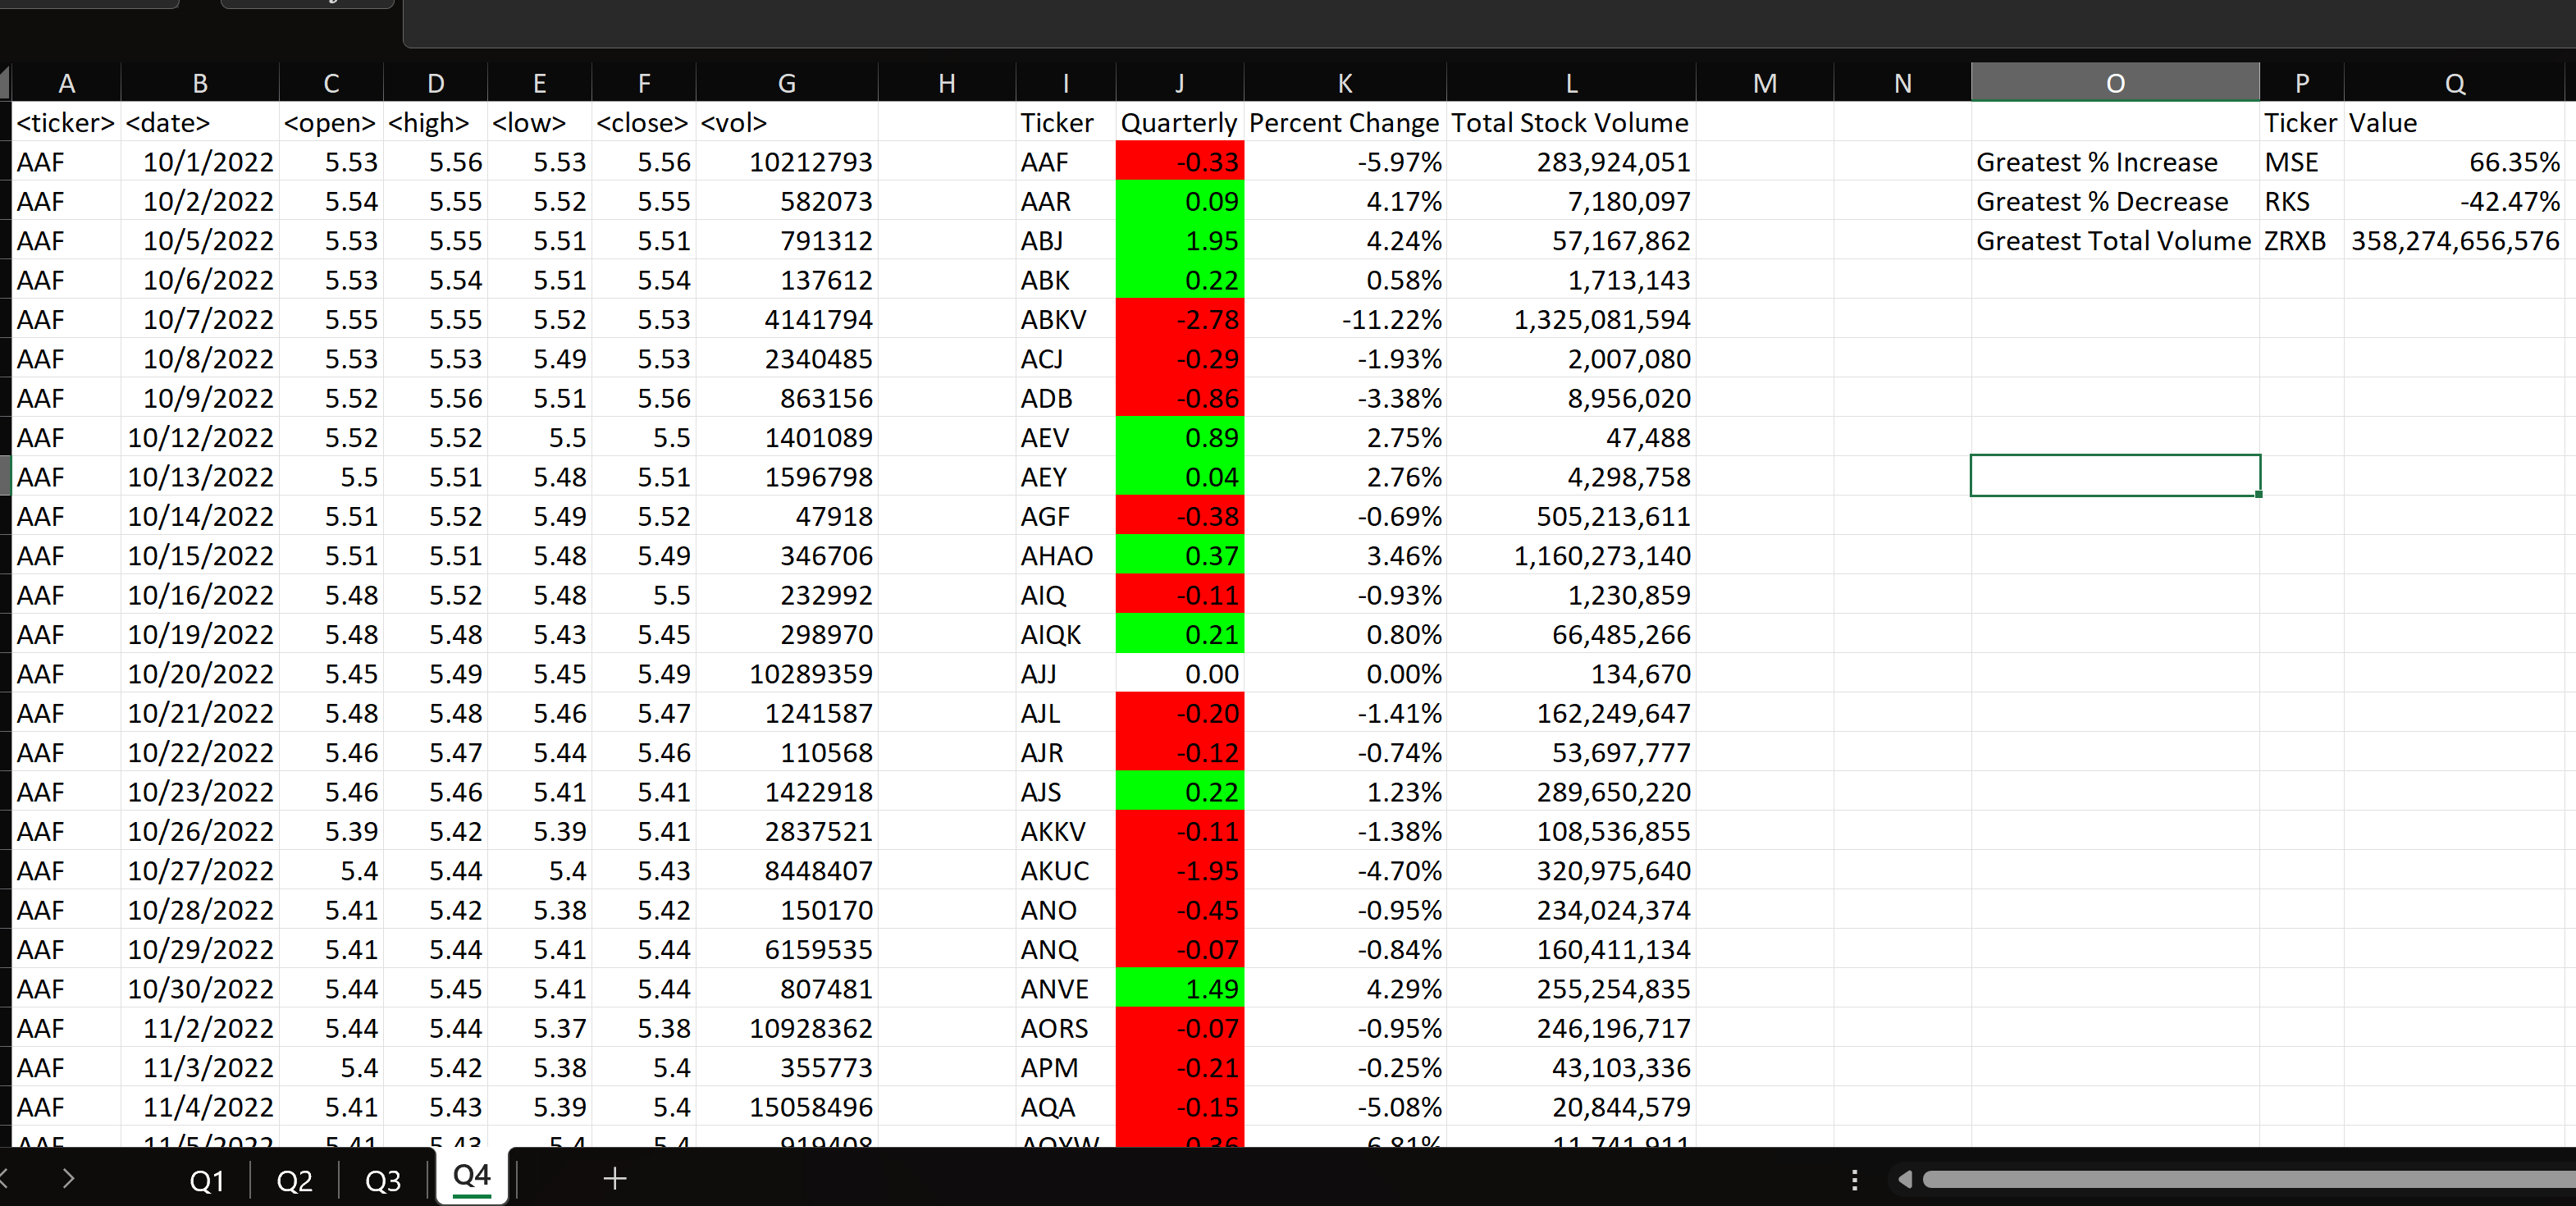 A B C D E F G H I J K L M N O P Q
<ticker> <date> <open> <high> <low> <close> <vol> Ticker Quarterly Percent Change Total Stock Volume Ticker Value
AAF 10/1/2022 5.53 5.56 5.53 5.56 10212793 AAF -0.33 -5.97% 283,924,051 Greatest % Increase MSE 66.35%
AAF 10/2/2022 5.54 5.55 5.52 5.55 582073 AAR 0.09 4.17% 7,180,097 Greatest % Decrease RKS -42.47%
AAF 10/5/2022 5.53 5.55 5.51 5.51 791312 ABJ 1.95 4.24% 57,167,862 Greatest Total Volume ZRXB 358,274,656,576
AAF 10/6/2022 5.53 5.54 5.51 5.54 137612 ABK 0.22 0.58% 1,713,143
AAF 10/7/2022 5.55 5.55 5.52 5.53 4141794 ABKV -2.78 -11.22% 1,325,081,594
AAF 10/8/2022 5.53 5.53 5.49 5.53 2340485 ACJ -0.29 -1.93% 2,007,080
AAF 10/9/2022 5.52 5.56 5.51 5.56 863156 ADB -0.86 -3.38% 8,956,020
AAF 10/12/2022 5.52 5.52 5.5 5.5 1401089 AEV 0.89 2.75% 47,488
AAF 10/13/2022 5.5 5.51 5.48 5.51 1596798 AEY 0.04 2.76% 4,298,758
AAF 10/14/2022 5.51 5.52 5.49 5.52 47918 AGF -0.38 -0.69% 505,213,611
AAF 10/15/2022 5.51 5.51 5.48 5.49 346706 AHAO 0.37 3.46% 1,160,273,140
AAF 10/16/2022 5.48 5.52 5.48 5.5 232992 AIQ -0.11 -0.93% 1,230,859
AAF 10/19/2022 5.48 5.48 5.43 5.45 298970 AIQK 0.21 0.80% 66,485,266
AAF 10/20/2022 5.45 5.49 5.45 5.49 10289359 AJJ 0.00 0.00% 134,670
AAF 10/21/2022 5.48 5.48 5.46 5.47 1241587 AJL -0.20 -1.41% 162,249,647
AAF 10/22/2022 5.46 5.47 5.44 5.46 110568 AJR -0.12 -0.74% 53,697,777
AAF 10/23/2022 5.46 5.46 5.41 5.41 1422918 AJS 0.22 1.23% 289,650,220
AAF 10/26/2022 5.39 5.42 5.39 5.41 2837521 AKKV -0.11 -1.38% 108,536,855
AAF 10/27/2022 5.4 5.44 5.4 5.43 8448407 AKUC -1.95 -4.70% 320,975,640
AAF 10/28/2022 5.41 5.42 5.38 5.42 150170 ANO -0.45 -0.95% 234,024,374
AAF 10/29/2022 5.41 5.44 5.41 5.44 6159535 ANQ -0.07 -0.84% 160,411,134
AAF 10/30/2022 5.44 5.45 5.41 5.44 807481 ANVE 1.49 4.29% 255,254,835
AAF 11/2/2022 5.44 5.44 5.37 5.38 10928362 AORS -0.07 -0.95% 246,196,717
AAF 11/3/2022 5.4 5.42 5.38 5.4 355773 APM -0.21 -0.25% 43,103,336
AAF 11/4/2022 5.41 5.43 5.39 5.4 15058496 AQA -0.15 -5.08% 20,844,579
AAF 11/5/2022 5.41 5.43 5.4 5.4 919408
Q1 Q2 Q3 Q4 +